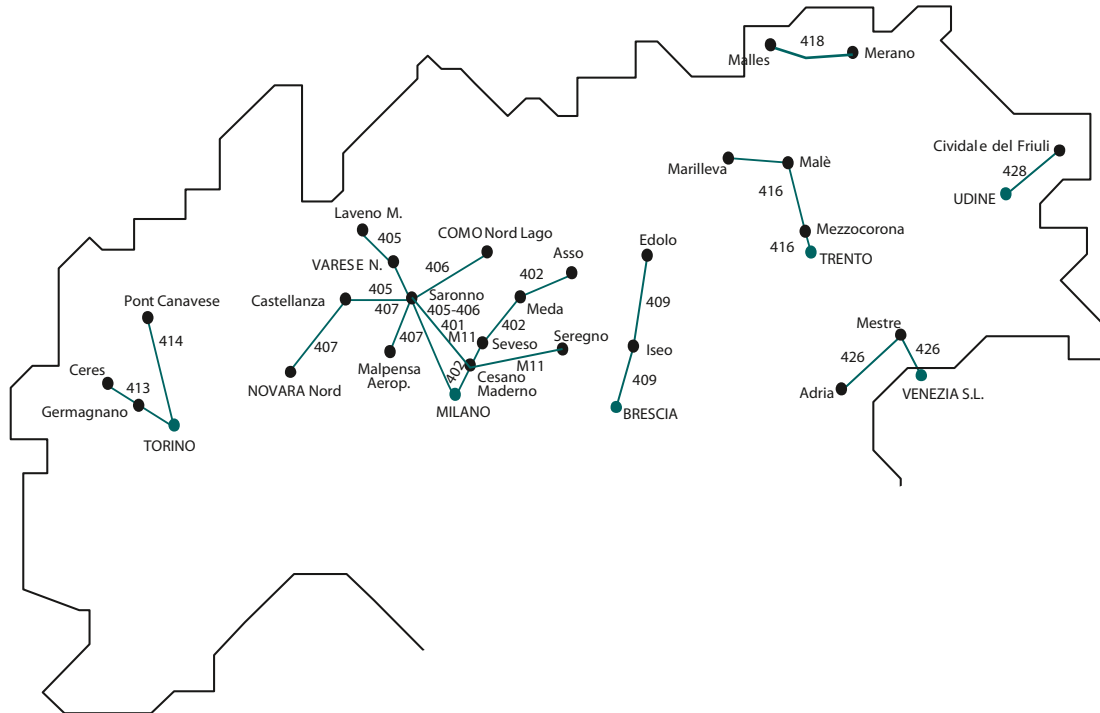 418
Malles
Merano
Cividale del Friuli
428
UDINE
Marilleva
Malè
416
Mezzocorona
416
TRENTO
Laveno M.
405
VARESE N.
COMO Nord Lago
406
Asso
402
Edolo
Pont Canavese
Castellanza
405
407
Saronno
405-406
401
M11
Meda
402
409
414
407
407
Seveso
Seregno
M11
Iseo
Mestre
426
426
Ceres
413
Germagnano
TORINO
NOVARA Nord
Malpensa
Aerop.
402
Cesano
Maderno
MILANO
409
BRESCIA
Adria
VENEZIA S.L.